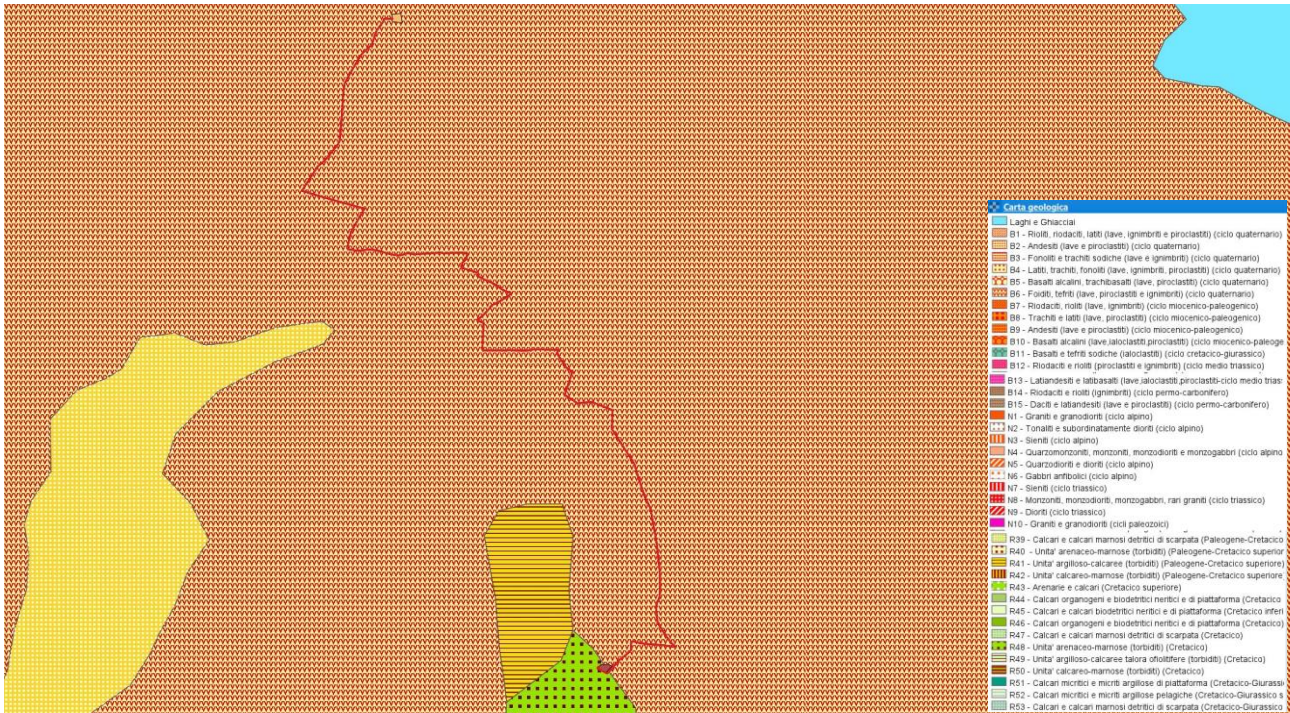 Carta geologica
Laghi e Ghiacciai
B1 - Rioliti, riodaciti, latiti (lave, ignimbriti e piroclastiti) (ciclo quaternario)
B2 - Andesiti (lave e piroclastiti) (ciclo quaternario)
B3 - Fonoliti e trachiti sodiche (lave e ignimbriti) (ciclo quaternario)
B4 - Latiti, trachiti, fonoliti (lave, ignimbriti, piroclastiti) (ciclo quaternario)
B5 - Basalti alcalini, trachibasalti (lave, piroclastiti) (ciclo quaternario)
B6 - Foiditi, tefriti (lave, piroclastiti e ignimbriti) (ciclo quaternario)
B7 - Riodaciti, rioliti (lave, ignimbriti) (ciclo miocenico-paleogenico)
B8 - Trachiti e latiti (lave, piroclastiti) (ciclo miocenico-paleogenico)
B9 - Andesiti (lave e piroclastiti) (ciclo miocenico-paleogenico)
B10 - Basalti alcalini (lave,ialoclastiti,piroclastiti) (ciclo miocenico-paleoge
B11 - Basalti e tefriti sodiche (ialoclastiti) (ciclo cretacico-giurassico)
B12 - Riodaciti e rioliti (piroclastiti e ignimbriti) (ciclo medio triassico)
B13 - Latiandesiti e latibasalti (lave,ialoclastiti,piroclastiti-ciclo medio trias
B14 - Riodaciti e rioliti (ignimbriti) (ciclo permo-carbonifero)
B15 - Daciti e latiandesiti (lave e piroclastiti) (ciclo permo-carbonifero)
N1 - Graniti e granodioriti (ciclo alpino)
N2 - Tonaliti e subordinatamente dioriti (ciclo alpino)
N3 - Sieniti (ciclo alpino)
N4 - Quarzomonzoniti, monzoniti, monzodioriti e monzogabbri (ciclo alpino
N5 - Quarzodioriti e dioriti (ciclo alpino)
N6 - Gabbri anfibolici (ciclo alpino)
N7 - Sieniti (ciclo triassico)
N8 - Monzoniti, monzodioriti, monzogabbri, rari graniti (ciclo triassico)
N9 - Dioriti (ciclo triassico)
N10 - Graniti e granodioriti (cicli paleozoici)
R39 - Calcari e calcari marnosi detritici di scarpata (Paleogene-Cretacico
R40 - Unita' arenaceo-marnose (torbiditi) (Paleogene-Cretacico superior
R41 - Unita' argilloso-calcaree (torbiditi) (Paleogene-Cretacico superiore)
R42 - Unita' calcareo-marnose (torbiditi) (Paleogene-Cretacico superiore)
R43 - Arenarie e calcari (Cretacico superiore)
R44 - Calcari organogeni e biodetritici neritici e di piattaforma (Cretacico
R45 - Calcari e calcari biodetritici neritici e di piattaforma (Cretacico inferi
R46 - Calcari organogeni e biodetritici neritici e di piattaforma (Cretacico)
R47 - Calcari e calcari marnosi detritici di scarpata (Cretacico)
R48 - Unita' arenaceo-marnose (torbiditi) (Cretacico)
R49 - Unita' argilloso-calcaree talora ofiolitifere (torbiditi) (Cretacico)
R50 - Unita' calcareo-marnose (torbiditi) (Cretacico)
R51 - Calcari micritici e micriti argillose di piattaforma (Cretacico-Giurassi
R52 - Calcari micritici e micriti argillose pelagiche (Cretacico-Giurassico s
R53 - Calcari e calcari marnosi detritici di scarpata (Cretacico-Giurassico